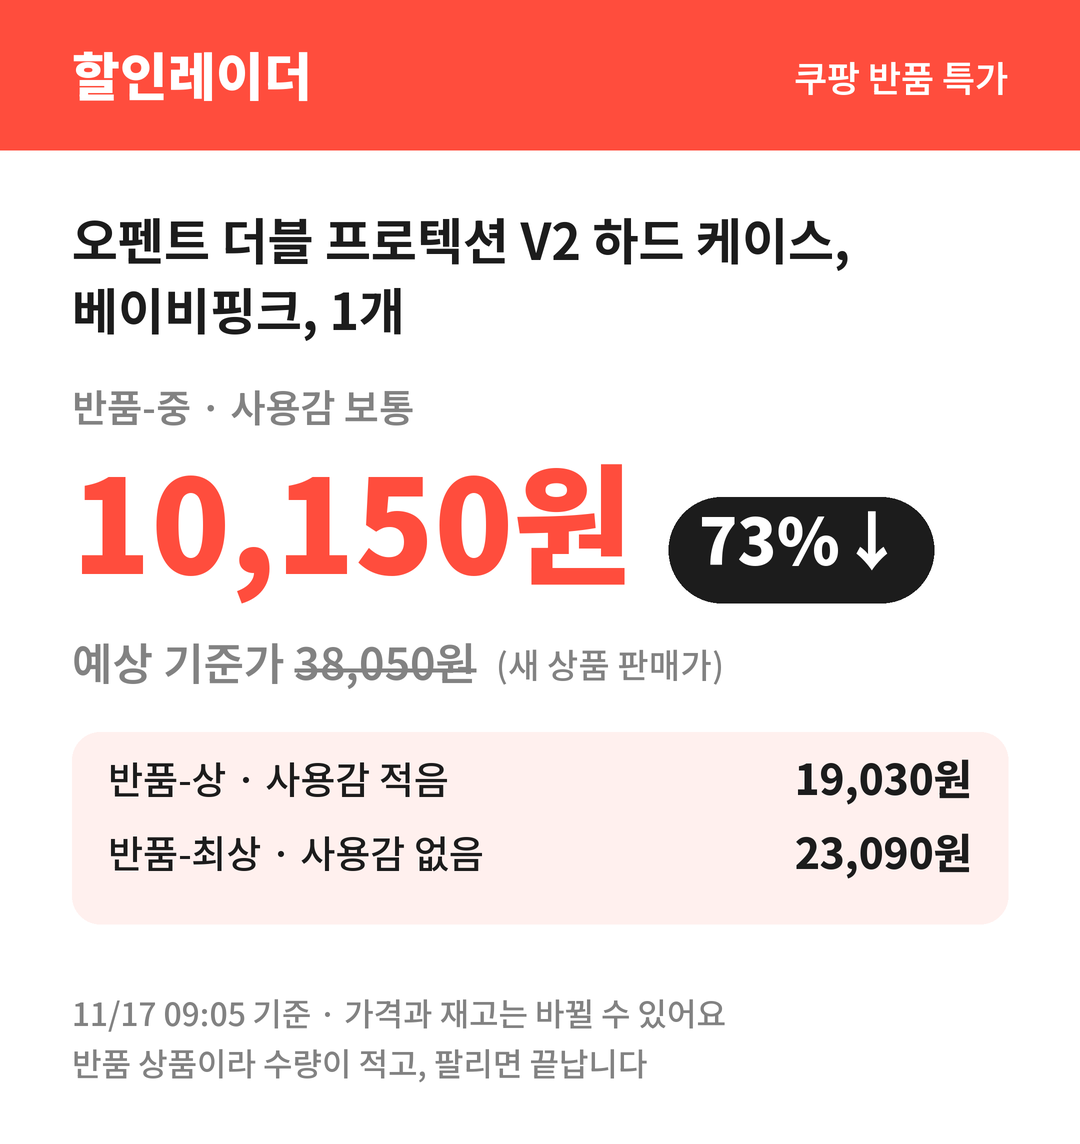 할인레이더
쿠팡 반품 특가
오펜트 더블 프로텍션 V2 하드 케이스,
베이비핑크, 1개
반품-중 · 사용감 보통
10,150원 73%↓
예상 기준가 38,050원 (새 상품 판매가)
반품-상 · 사용감 적음 19,030원
반품-최상 · 사용감 없음 23,090원
11/17 09:05 기준 · 가격과 재고는 바뀔 수 있어요
반품 상품이라 수량이 적고, 팔리면 끝납니다